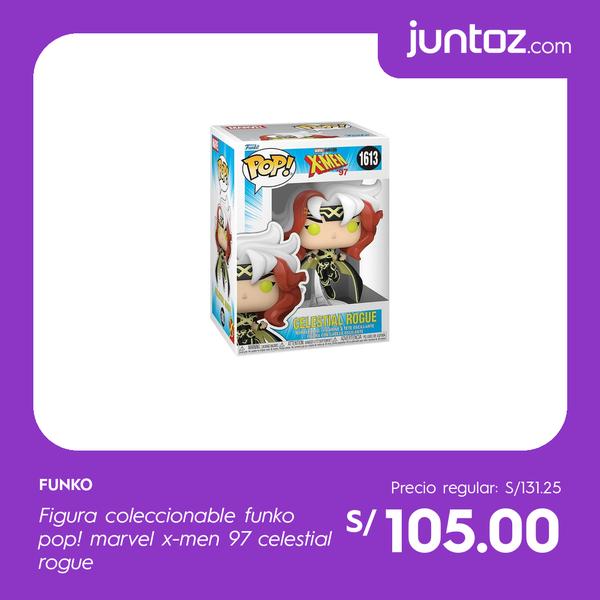 juntoz.com
Funko
POP!
X-MEN
'97
1613
CELESTIAL ROGUE
FUNKO
Figura coleccionable funko
pop! marvel x-men 97 celestial
rogue
Precio regular: S/131.25
S/105.00